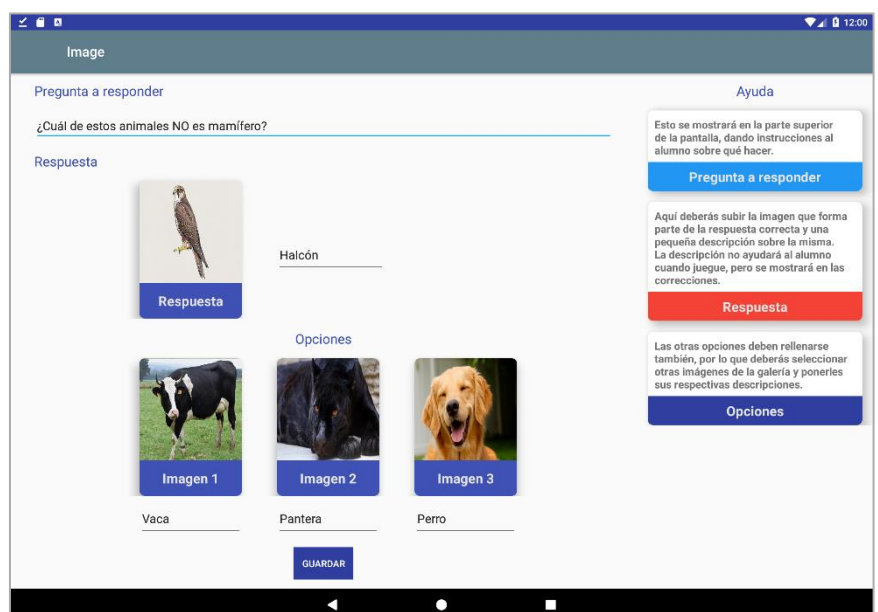 12:00
Image
Pregunta a responder
¿Cuál de estos animales NO es mamífero?
Respuesta
Halcón
Respuesta
Opciones
Imagen 1
Imagen 2
Imagen 3
Vaca
Pantera
Perro
GUARDAR
Ayuda
Esto se mostrará en la parte superior
de la pantalla, dando instrucciones al
alumno sobre qué hacer.
Pregunta a responder
Aquí deberás subir la imagen que forma
parte de la respuesta correcta y una
pequeña descripción sobre la misma.
La descripción no ayudará al alumno
cuando juegue, pero se mostrará en las
correcciones.
Respuesta
Las otras opciones deben rellenarse
también, por lo que deberás seleccionar
otras imágenes de la galería y ponerles
sus respectivas descripciones.
Opciones